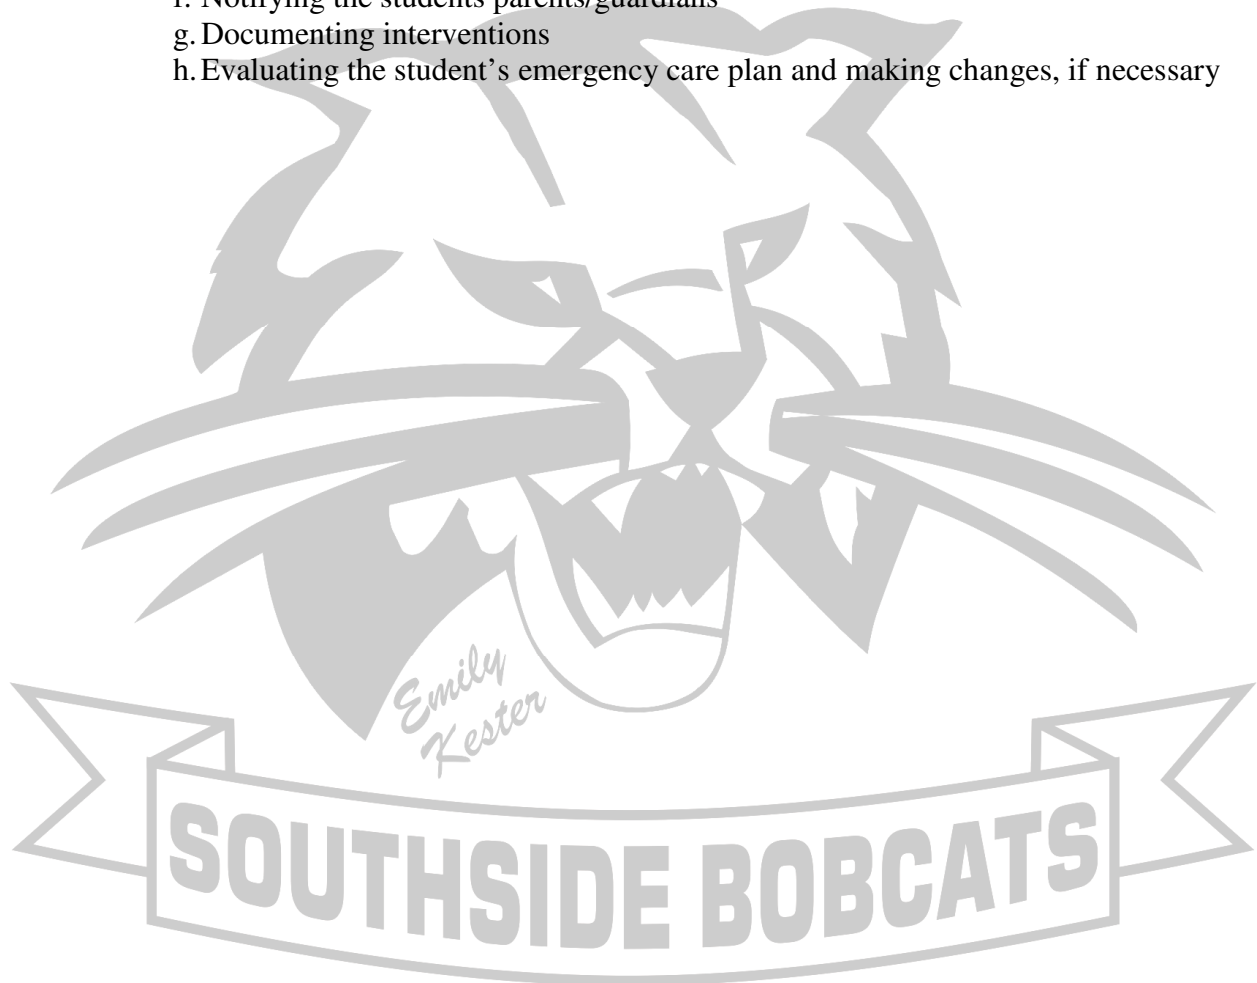 f. Notifying the students parents/guardians
g. Documenting interventions
h. Evaluating the student’s emergency care plan and making changes, if necessary
Emily
Kester
SOUTHSIDE BOBCATS